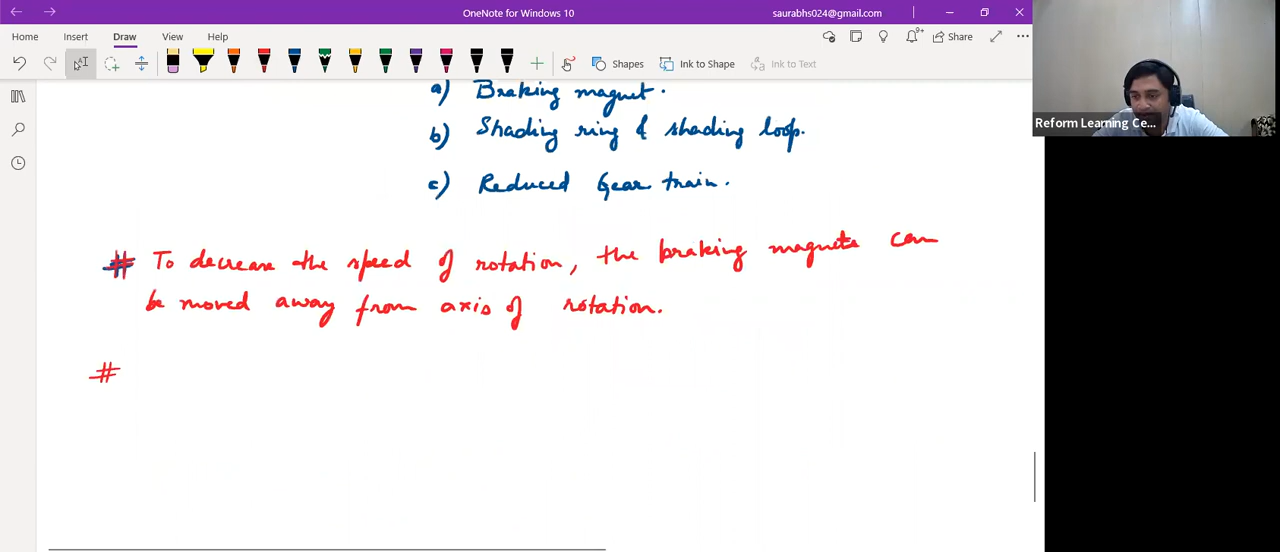 OneNote for Windows 10
saurabhs024@gmail.com
Home Insert Draw View Help
9+ Share
Shapes Ink to Shape Ink to Text
a) Braking magnet.
b) Shading ring & shading loop.
c) Reduced Gear train.
# To decrease the speed of rotation, the braking magnets can
be moved away from axis of rotation.
#
Reform Learning Ce...